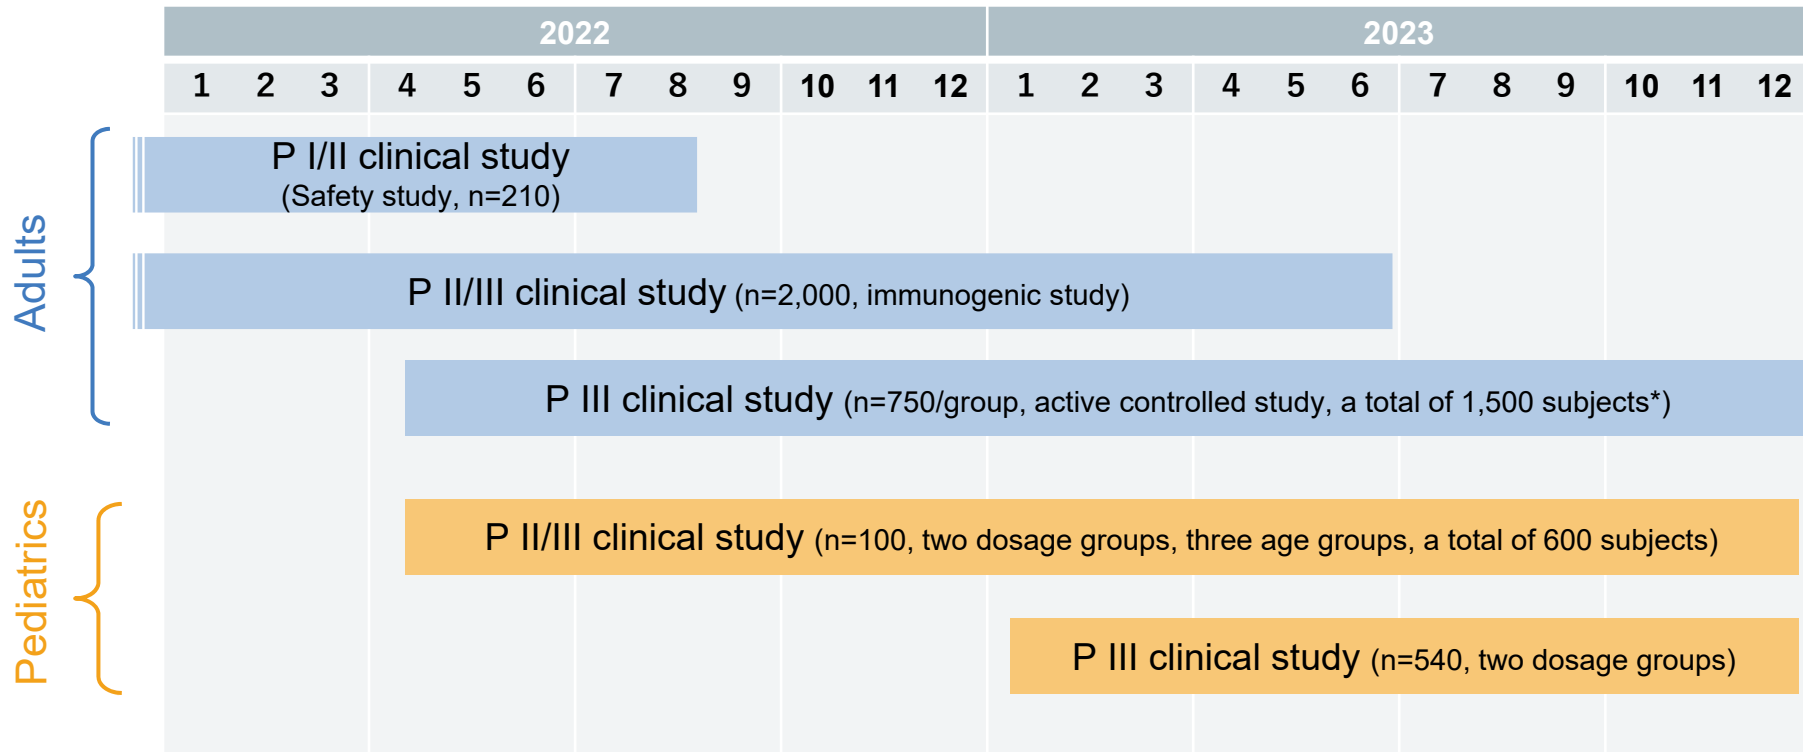 2022 2023
1 2 3 4 5 6 7 8 9 10 11 12 1 2 3 4 5 6 7 8 9 10 11 12
Adults
P I/II clinical study
(Safety study, n=210)
P II/III clinical study (n=2,000, immunogenic study)
P III clinical study (n=750/group, active controlled study, a total of 1,500 subjects*)
Pediatrics
P II/III clinical study (n=100, two dosage groups, three age groups, a total of 600 subjects)
P III clinical study (n=540, two dosage groups)